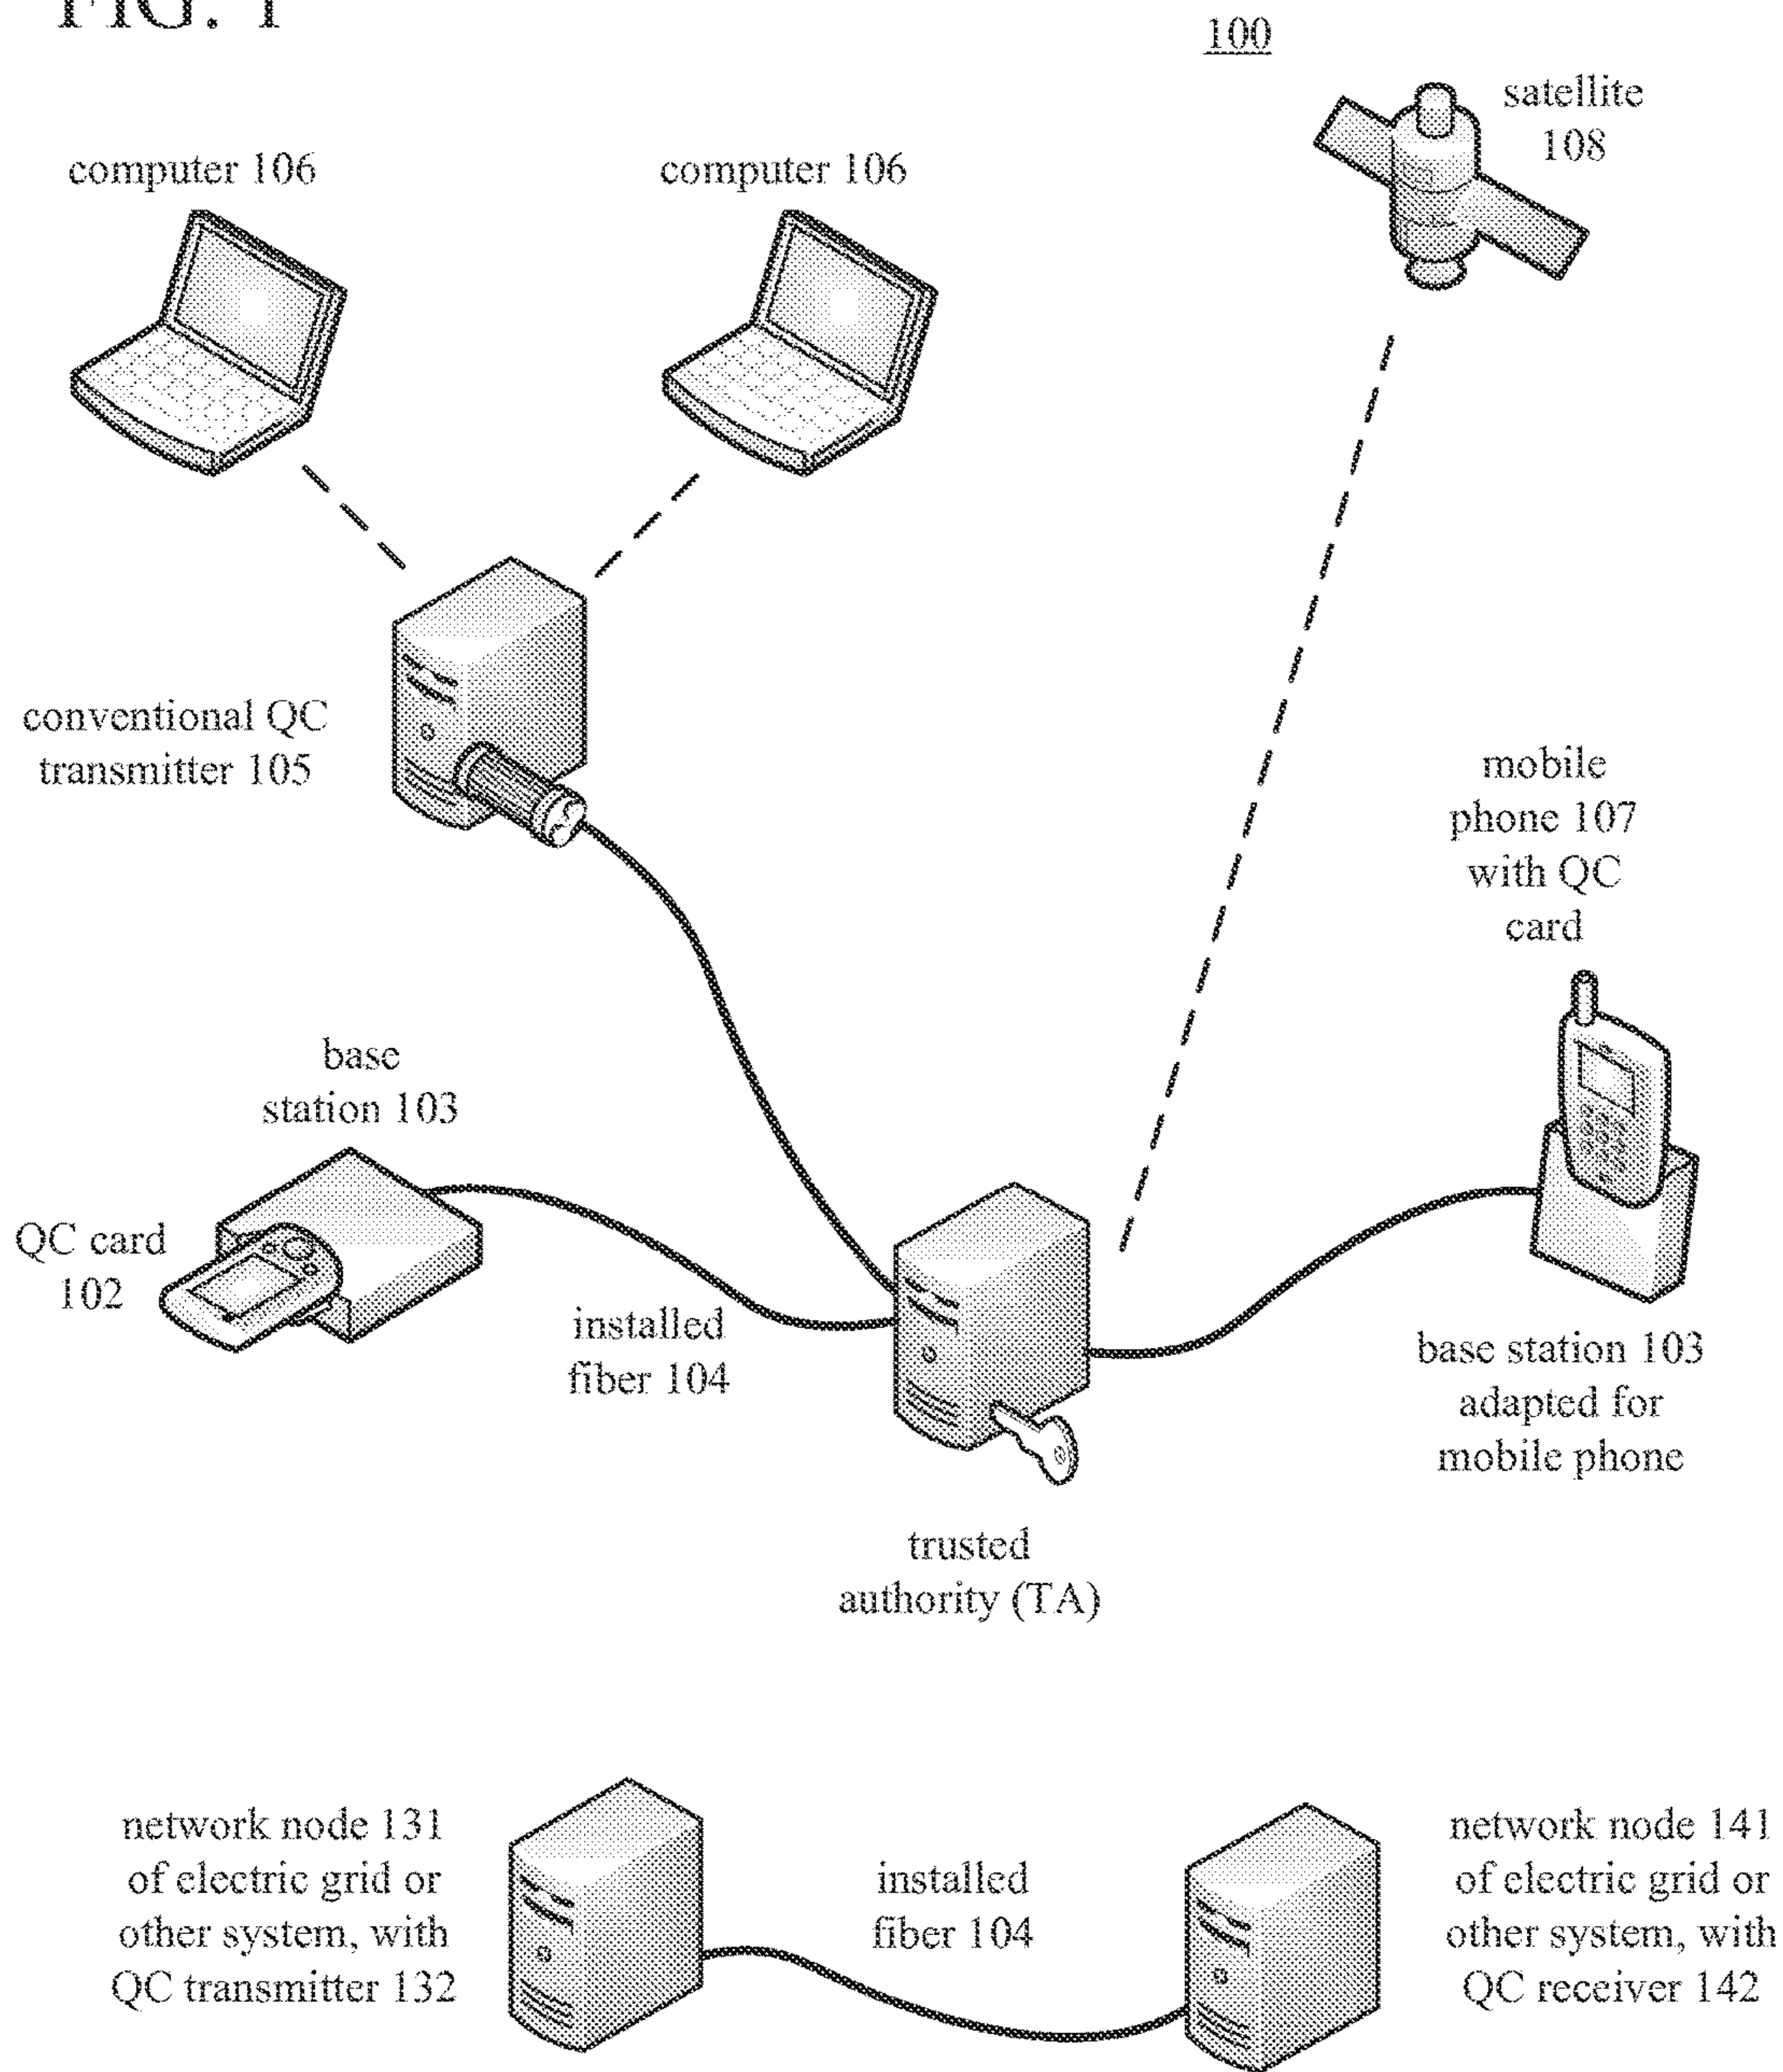 FIG. 1
100
satellite
108
computer 106
computer 106
conventional QC
transmitter 105
mobile
phone 107
with QC
card
base
station 103
QC card
102
installed
fiber 104
base station 103
adapted for
mobile phone
trusted
authority (TA)
network node 131
of electric grid or
other system, with
QC transmitter 132
installed
fiber 104
network node 141
of electric grid or
other system, with
QC receiver 142